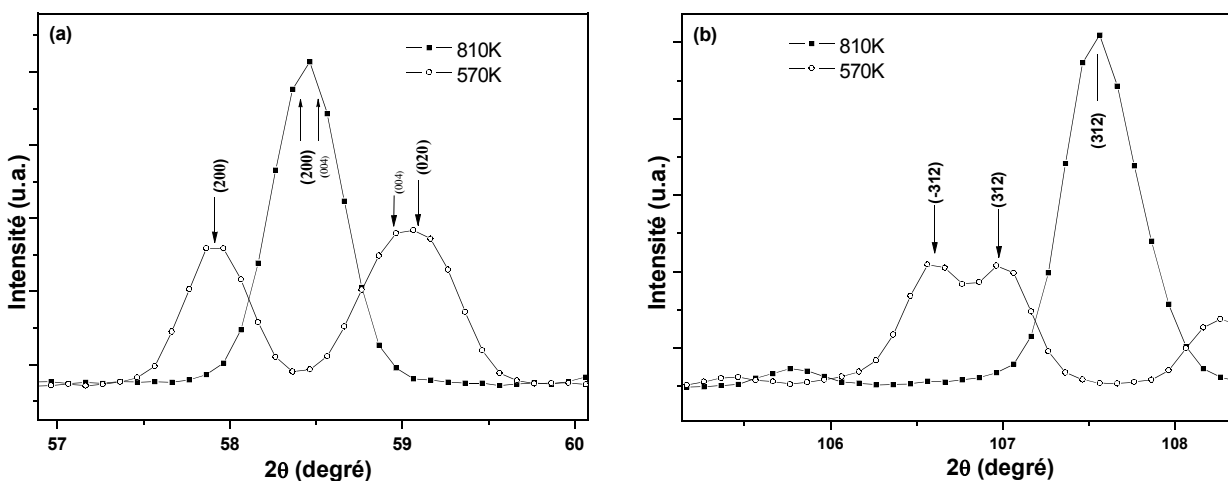 (a)
810K
570K
(200)
(200)
(004)
(004)
(020)
Intensité (u.a.)
57
58
59
60
2θ (degré)
(b)
810K
570K
(-312)
(312)
(312)
Intensité (u.a.)
106
107
108
2θ (degré)